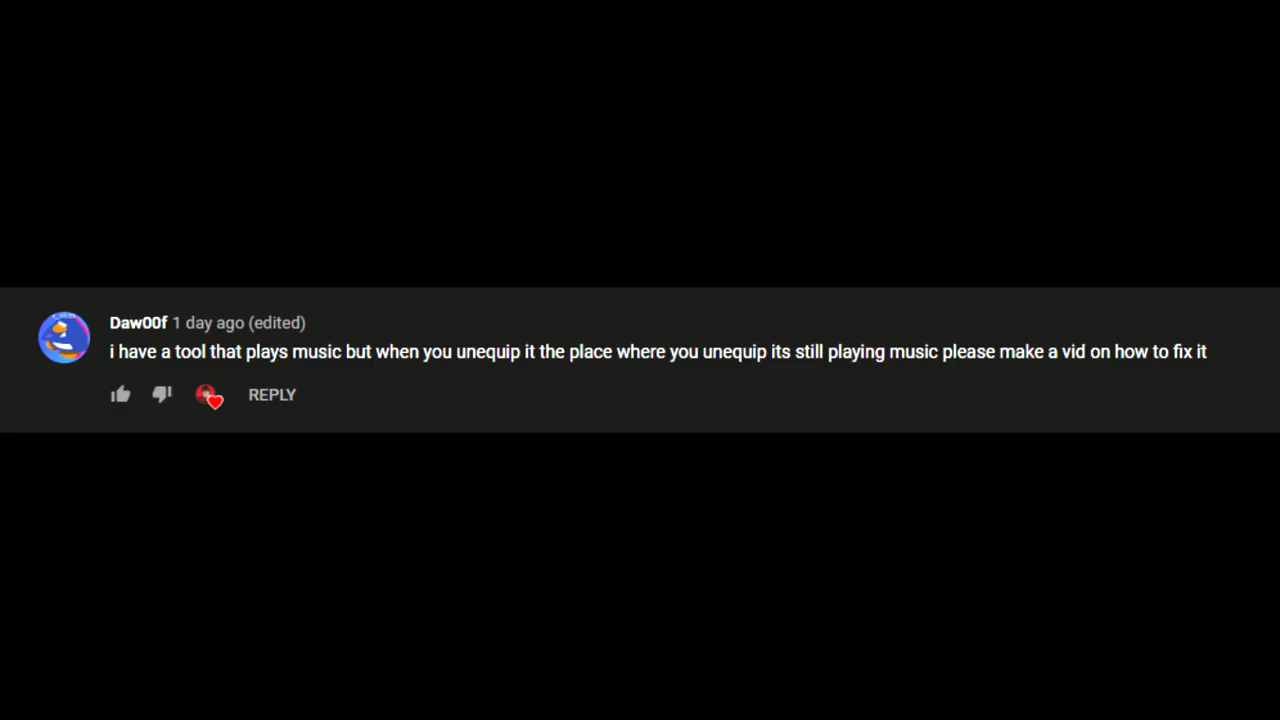 Daw00f 1 day ago (edited)
i have a tool that plays music but when you unequip it the place where you unequip its still playing music please make a vid on how to fix it
REPLY